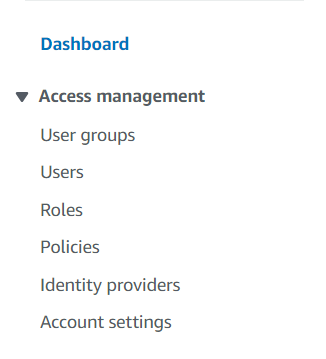 Dashboard
Access management
User groups
Users
Roles
Policies
Identity providers
Account settings